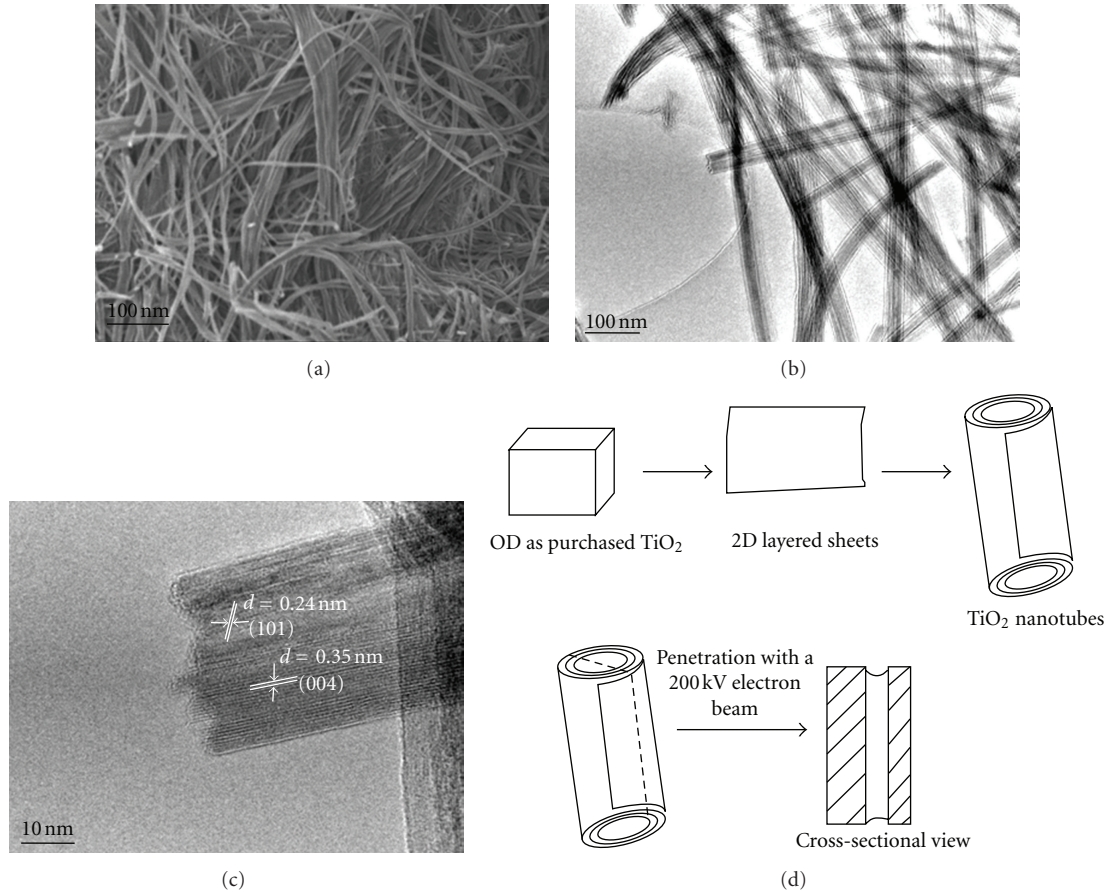 100 nm
(a)
100 nm
(b)
d = 0.24 nm
(101)
d = 0.35 nm
(004)
10 nm
(c)
OD as purchased TiO₂
2D layered sheets
TiO₂ nanotubes
Penetration with a
200 kV electron
beam
Cross-sectional view
(d)